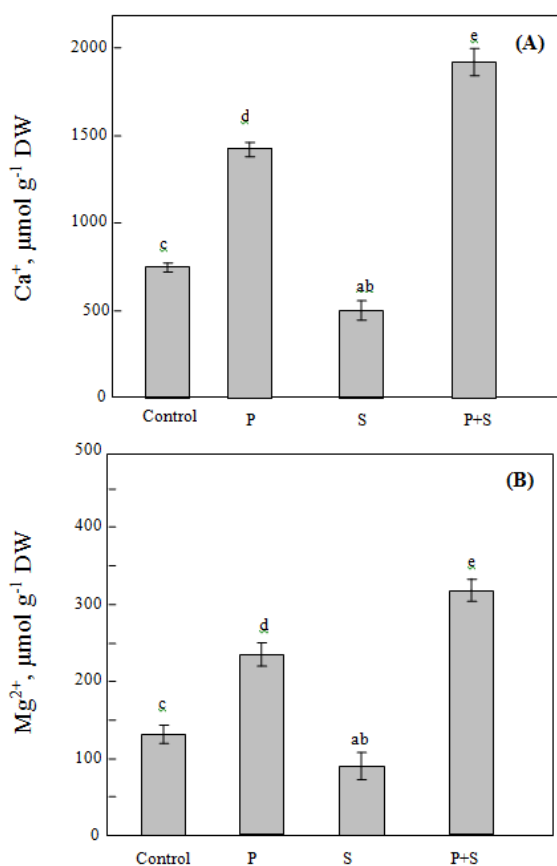 (A)
Ca⁺, µmol g⁻¹ DW
2000
1500
1000
500
0
c
d
ab
e
Control P S P+S
(B)
Mg²⁺, µmol g⁻¹ DW
500
400
300
200
100
0
c
d
ab
e
Control P S P+S